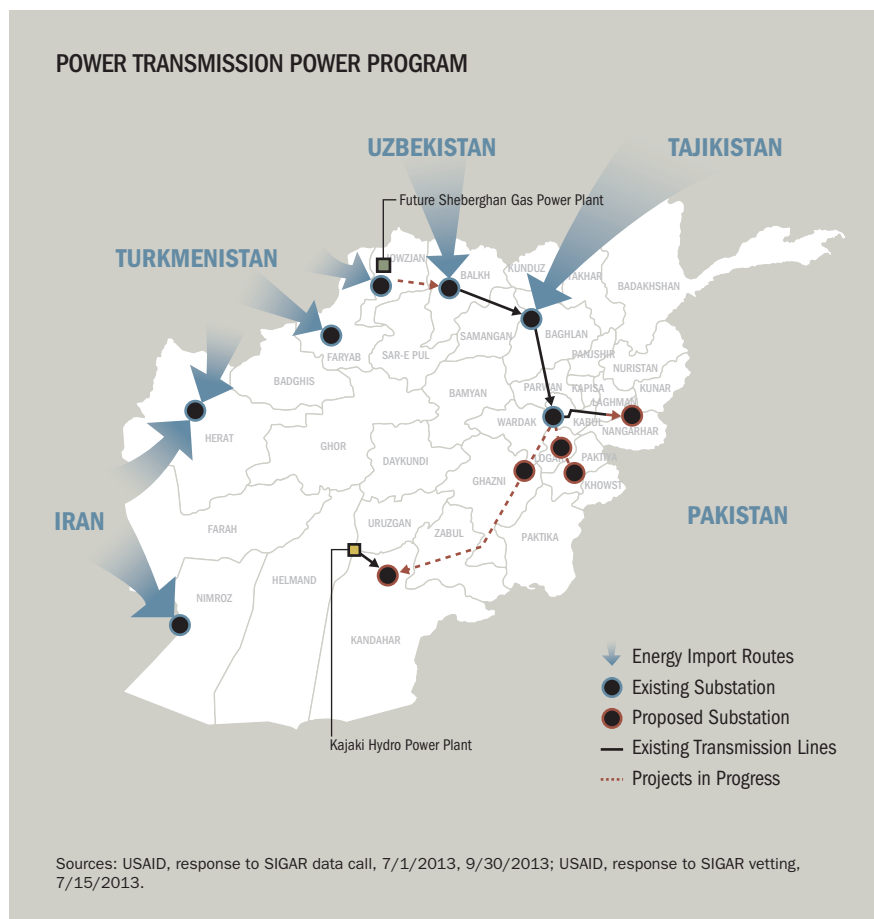 POWER TRANSMISSION POWER PROGRAM
UZBEKISTAN
TAJIKISTAN
Future Sheberghan Gas Power Plant
TURKMENISTAN
JOWZJAN
BALKH
KUNDUZ
TAKHAR
BADAKHSHAN
SAMANGAN
BAGHLAN
FARYAB
SAR-E PUL
PANJSHIR
NURISTAN
BADGHIS
BAMYAN
PARWAN
KAPISA
KUNAR
LAGHMAN
WARDAK
KABUL
NANGARHAR
HERAT
GHOR
DAYKUNDI
LOGAR
PAKTIYA
GHAZNI
KHOWST
IRAN
PAKISTAN
FARAH
URUZGAN
ZABUL
PAKTIKA
HELMAND
NIMROZ
KANDAHAR
Energy Import Routes
Existing Substation
Proposed Substation
Kajaki Hydro Power Plant
Existing Transmission Lines
Projects in Progress
Sources: USAID, response to SIGAR data call, 7/1/2013, 9/30/2013; USAID, response to SIGAR vetting,
7/15/2013.